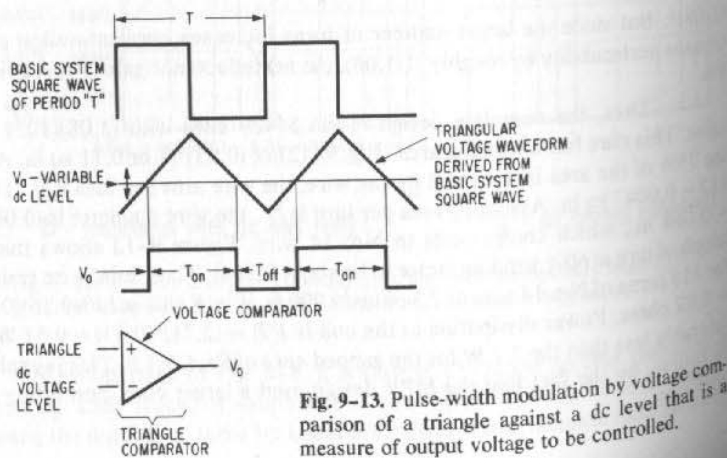 T
BASIC SYSTEM
SQUARE WAVE
OF PERIOD "T"
TRIANGULAR
VOLTAGE WAVEFORM
DERIVED FROM
BASIC SYSTEM
SQUARE WAVE
Va – VARIABLE
dc LEVEL
Vo
Ton
Toff
Ton
VOLTAGE COMPARATOR
TRIANGLE
dc
VOLTAGE
LEVEL
+
–
Vo
TRIANGLE
COMPARATOR
Fig. 9–13. Pulse-width modulation by voltage com-
parison of a triangle against a dc level that is a
measure of output voltage to be controlled.